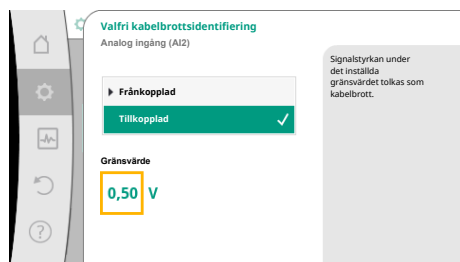 Valfri kabelbrottsidentifiering
Analog ingång (AI2)
Signalstyrkan under
det inställda
gränsvärdet tolkas som
kabelbrott.
Frånkopplad
Tillkopplad
Gränsvärde
0,50 V
?